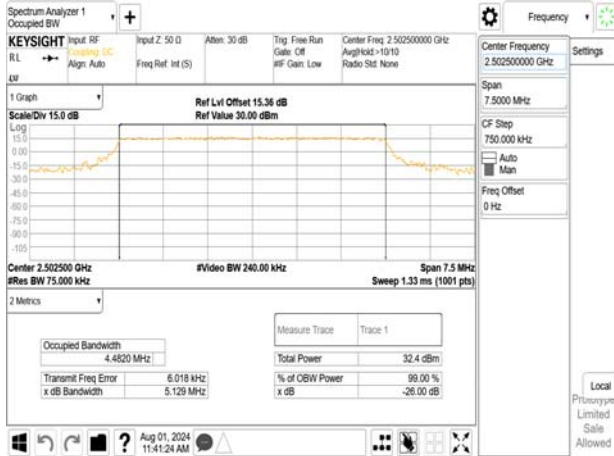 Spectrum Analyzer 1
Occupied BW
+
Frequency
KEYSIGHT
RL
Input: RF
Coupling: DC
Align: Auto
Input Z: 50 Ω
Freq Ref: Int (S)
Atten: 30 dB
Trig: Free Run
Gate: Off
#IF Gain: Low
Center Freq: 2.502500000 GHz
Avg|Hold:>10/10
Radio Std: None
1 Graph
Scale/Div 15.0 dB
Ref Lvl Offset 15.36 dB
Ref Value 30.00 dBm
Log
15.0
0.00
-15.0
-30.0
-45.0
-60.0
-75.0
-90.0
-105
Center 2.502500 GHz
#Res BW 75.000 kHz
#Video BW 240.00 kHz
Span 7.5 MHz
Sweep 1.33 ms (1001 pts)
2 Metrics
Measure Trace
Trace 1
Occupied Bandwidth
4.4820 MHz
Total Power
32.4 dBm
Transmit Freq Error
6.018 kHz
% of OBW Power
99.00 %
x dB Bandwidth
5.129 MHz
x dB
-26.00 dB
Aug 01, 2024
11:41:24 AM
Center Frequency
2.502500000 GHz
Settings
Span
7.5000 MHz
CF Step
750.000 kHz
Auto
Man
Freq Offset
0 Hz
Local
Prototype
Limited
Sale
Allowed